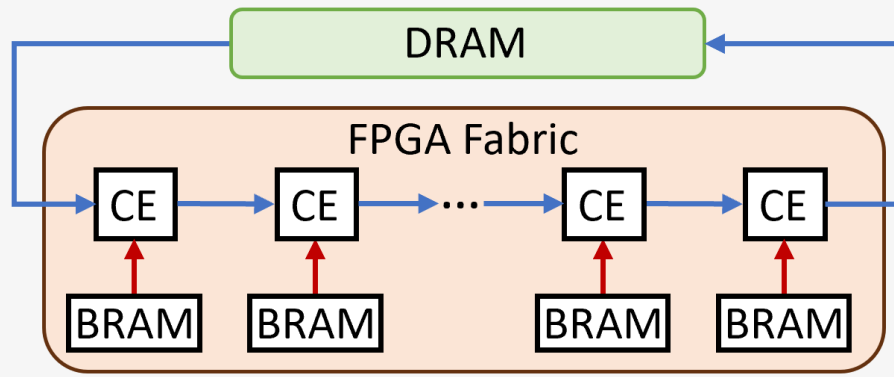 DRAM
FPGA Fabric
CE CE ... CE CE
BRAM BRAM BRAM BRAM